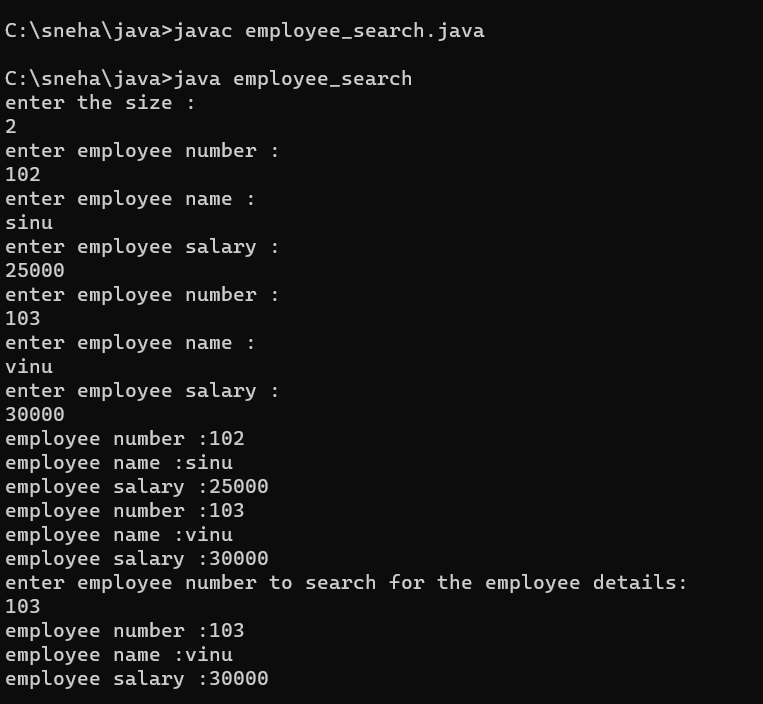 C:\sneha\java>javac employee_search.java
C:\sneha\java>java employee_search
enter the size :
2
enter employee number :
102
enter employee name :
sinu
enter employee salary :
25000
enter employee number :
103
enter employee name :
vinu
enter employee salary :
30000
employee number :102
employee name :sinu
employee salary :25000
employee number :103
employee name :vinu
employee salary :30000
enter employee number to search for the employee details:
103
employee number :103
employee name :vinu
employee salary :30000